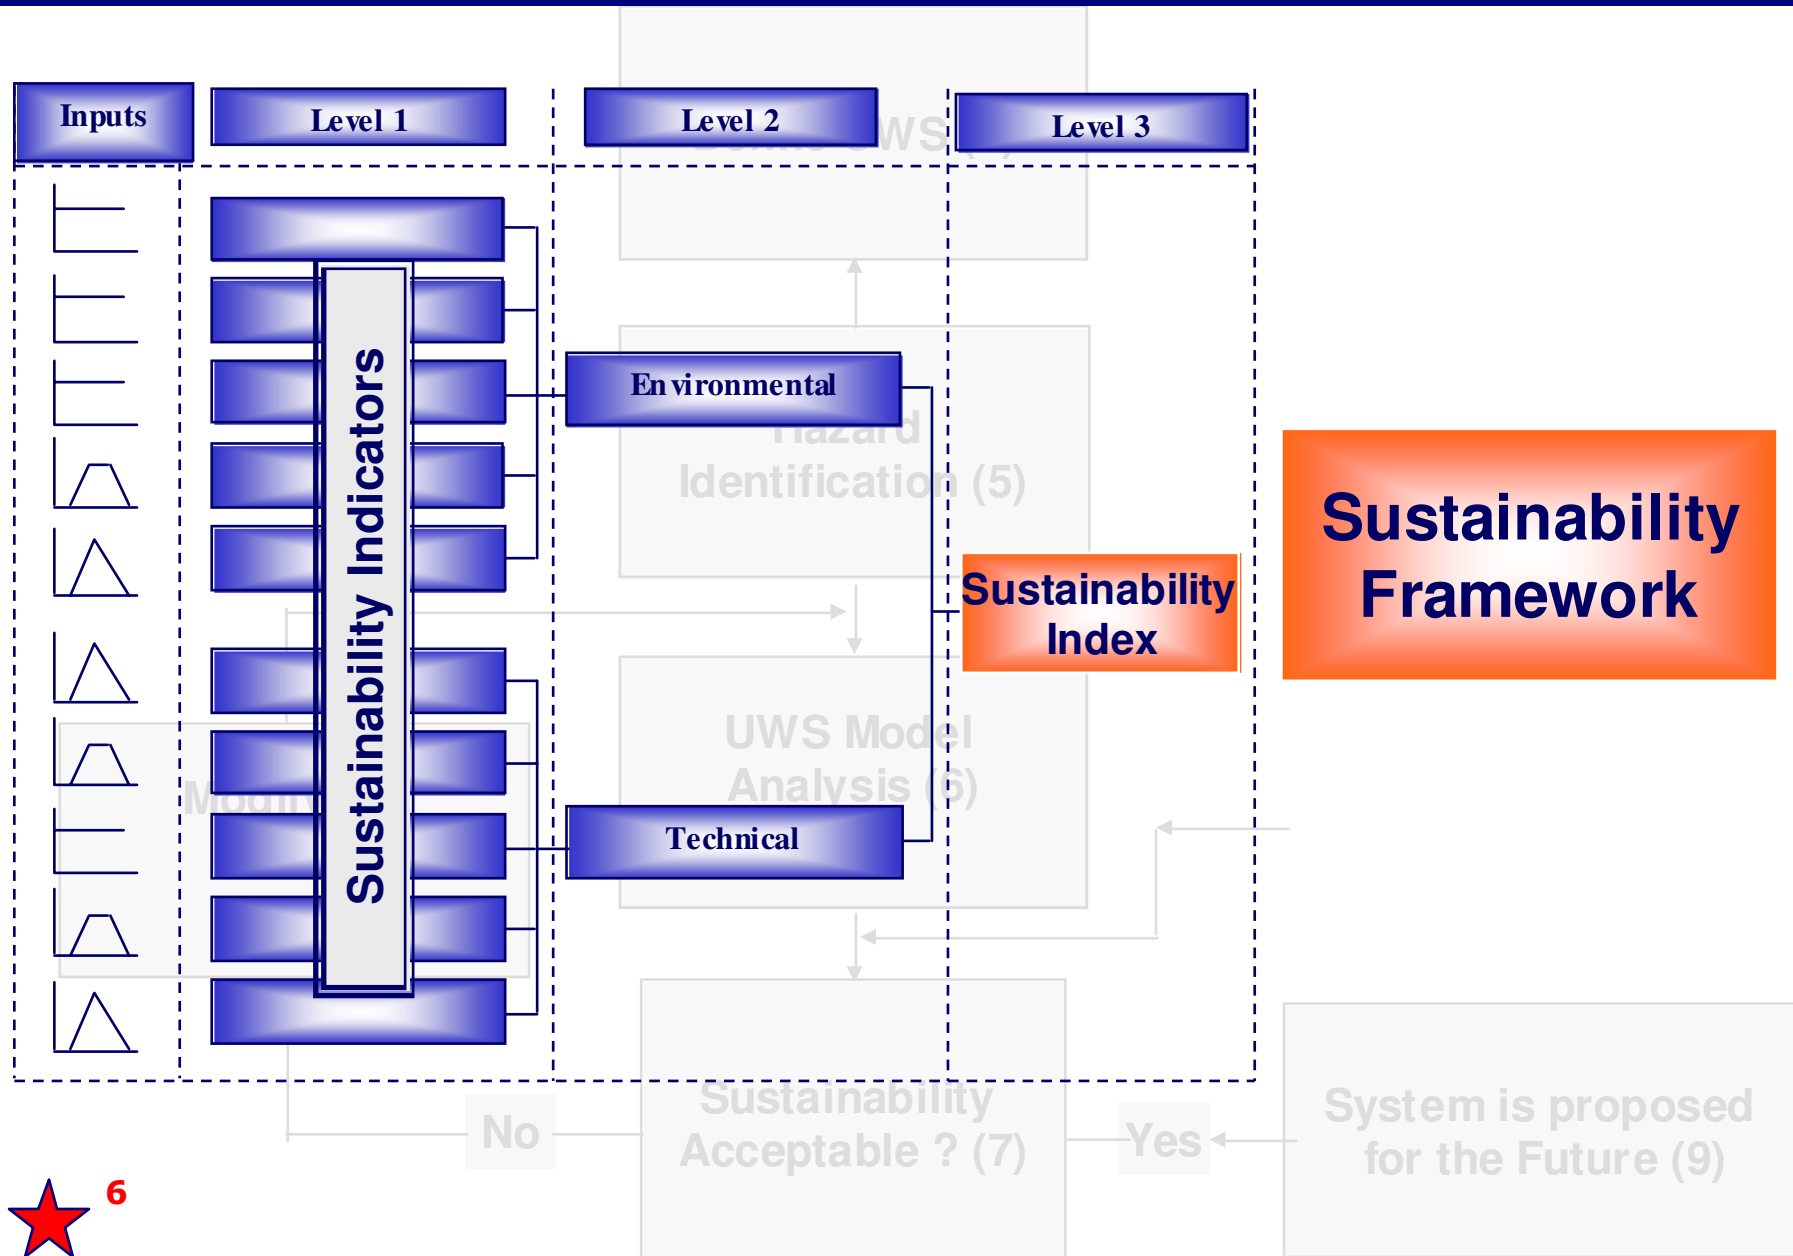 Inputs
Level 1
Level 2
Level 3
WS
Sustainability Indicators
Environmental
Hazard
Identification (5)
Sustainability
Framework
Sustainability
Index
UWS Model
Analysis (6)
Technical
Sustainability
Acceptable ? (7)
No
Yes
System is proposed
for the Future (9)
6